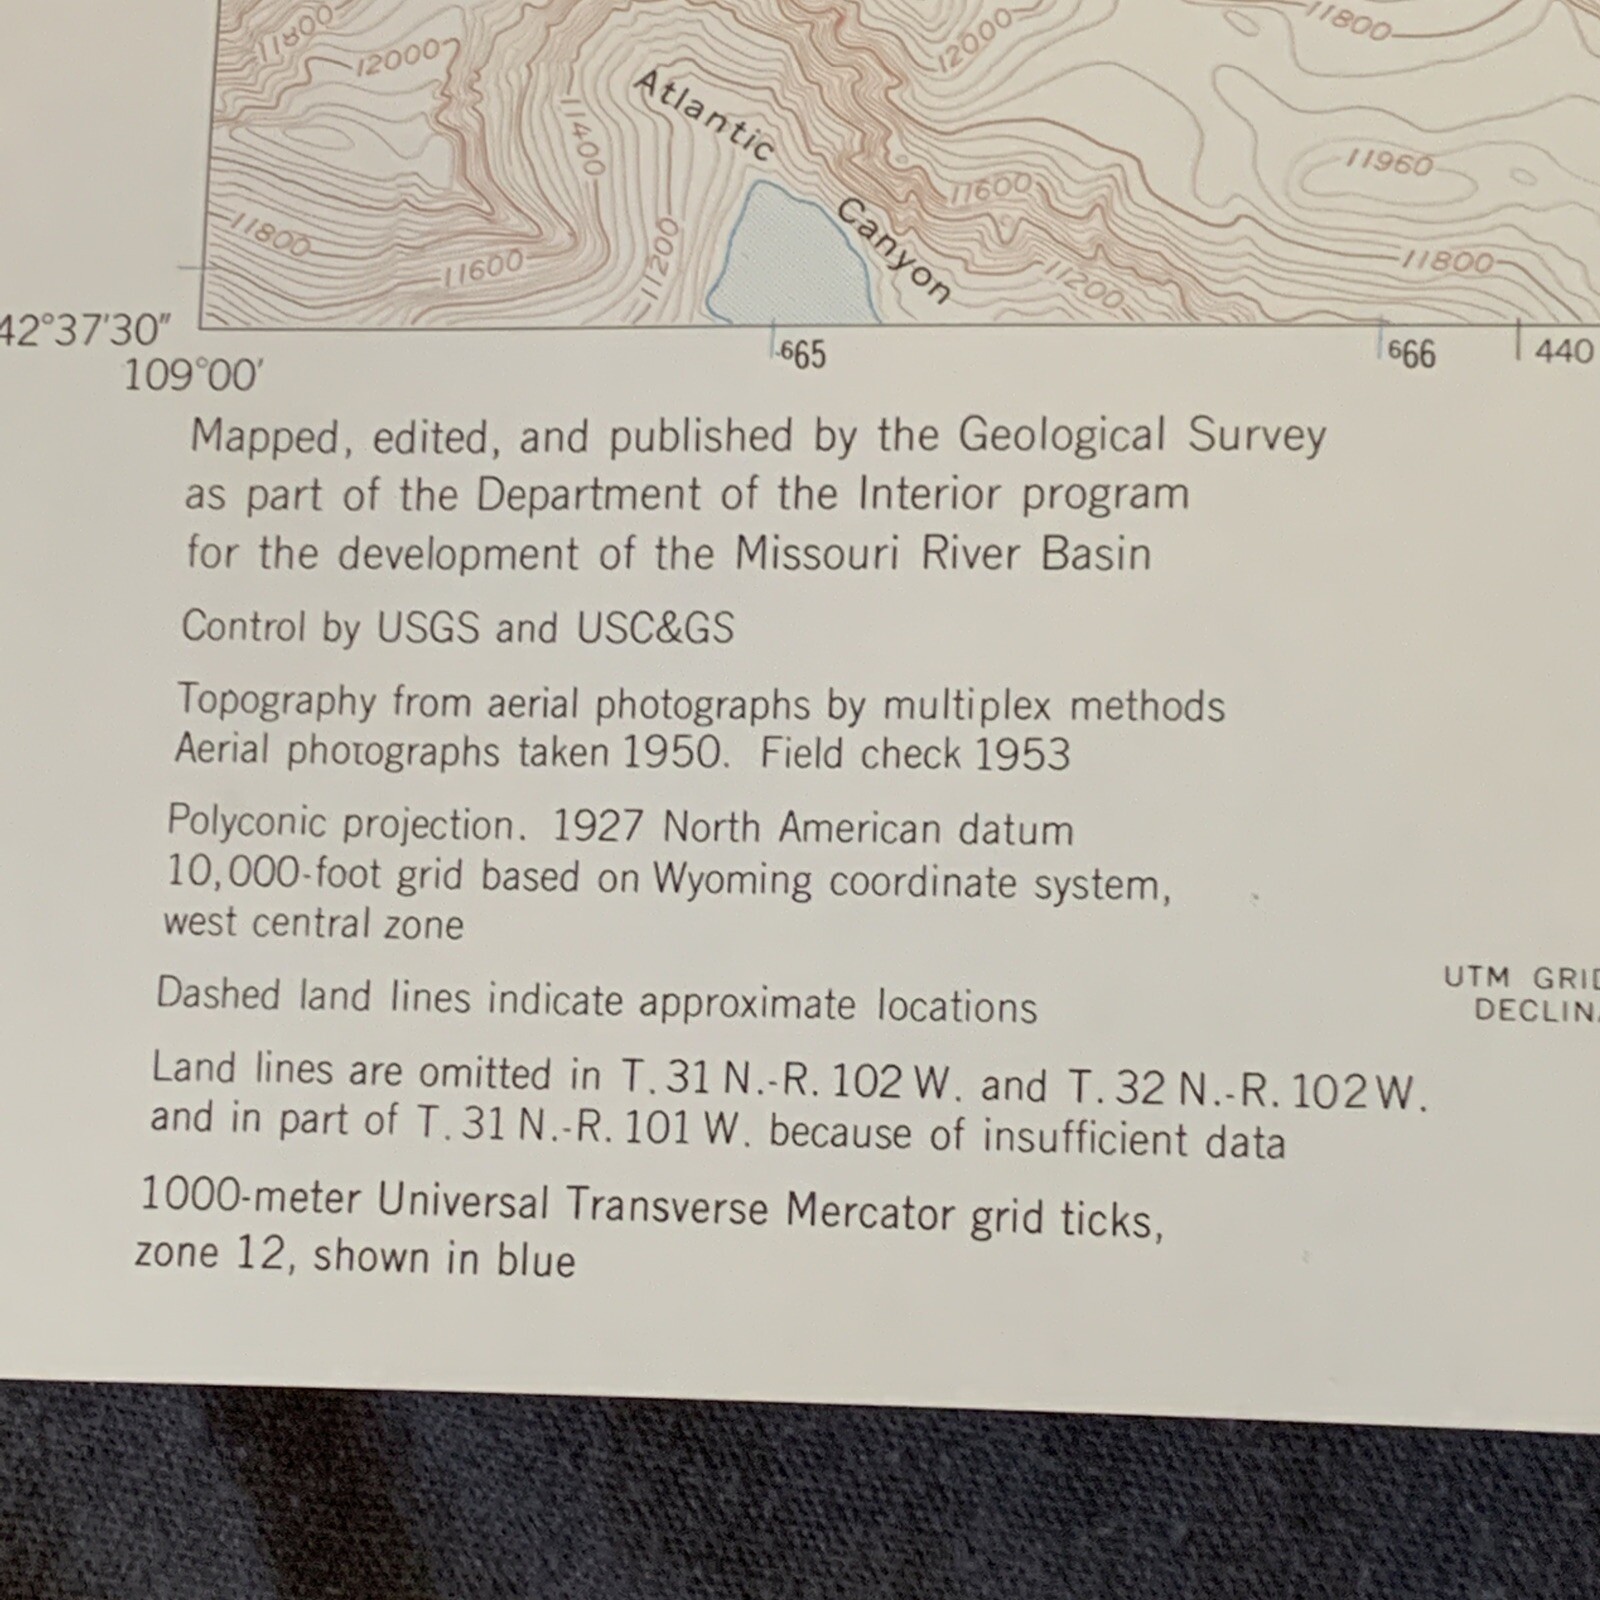 11800
12000
12000
11800
Atlantic
11400
11960
Canyon
11600
11800
11600
11200
11200
11800
42°37'30"
109°00'
665
666
440
Mapped, edited, and published by the Geological Survey
as part of the Department of the Interior program
for the development of the Missouri River Basin
Control by USGS and USC&GS
Topography from aerial photographs by multiplex methods
Aerial photographs taken 1950. Field check 1953
Polyconic projection. 1927 North American datum
10,000-foot grid based on Wyoming coordinate system,
west central zone
Dashed land lines indicate approximate locations
UTM GRID
DECLIN
Land lines are omitted in T. 31 N.-R. 102 W. and T. 32 N.-R. 102 W.
and in part of T. 31 N.-R. 101 W. because of insufficient data
1000-meter Universal Transverse Mercator grid ticks,
zone 12, shown in blue